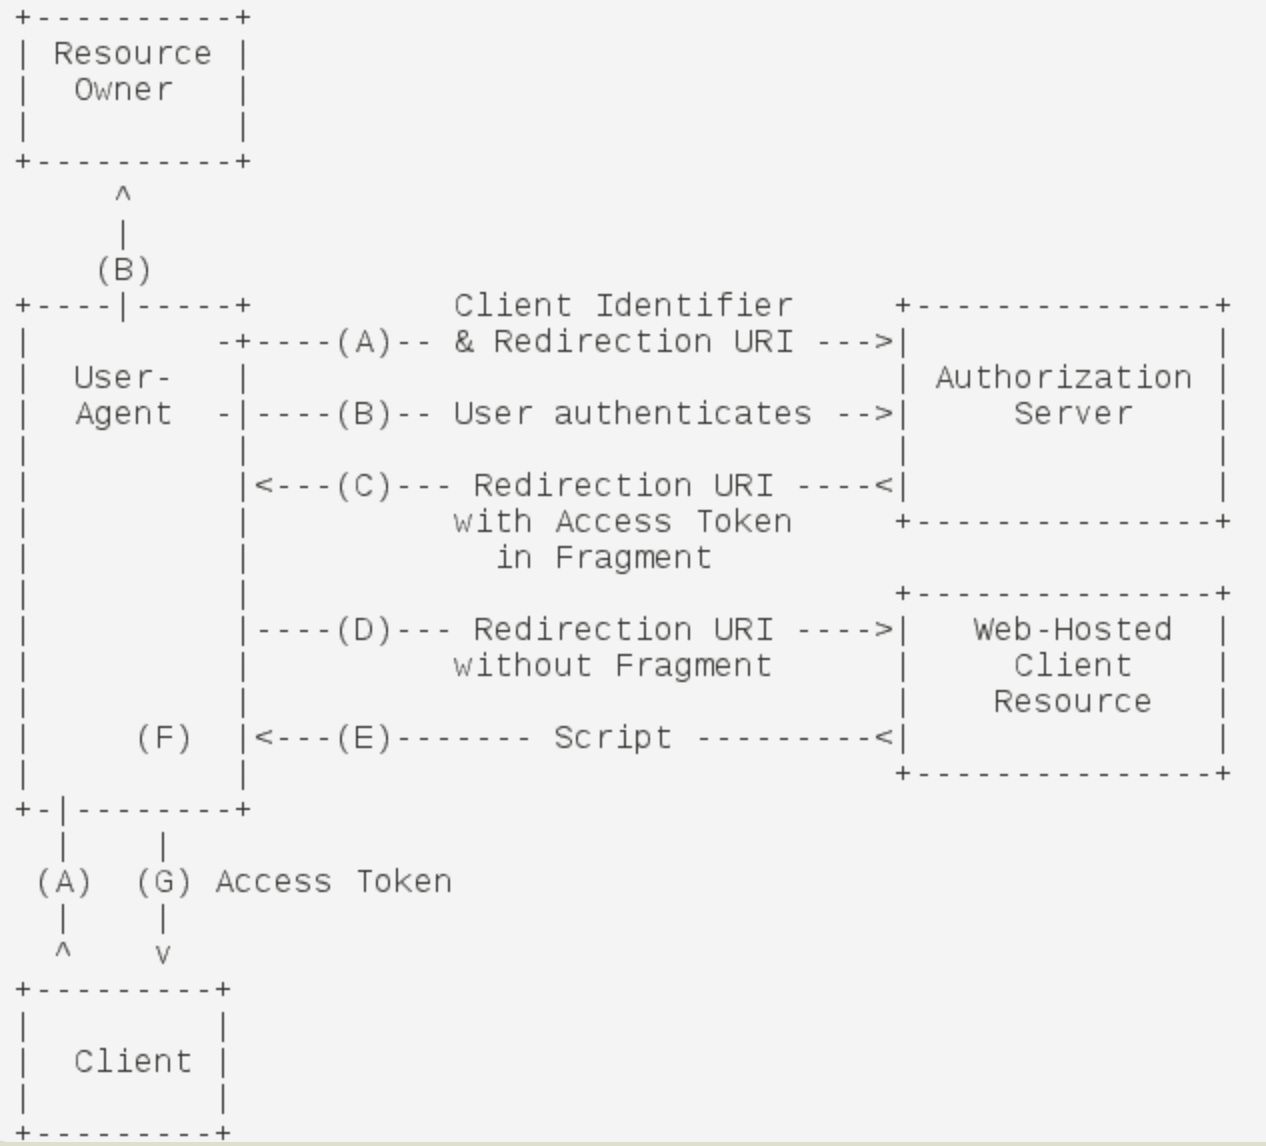 +----------+
| Resource |
|  Owner   |
|          |
+----------+
     ^
     |
    (B)
+----|-----+          Client Identifier     +---------------+
|         -+----(A)-- & Redirection URI --->|               |
|  User-   |                                | Authorization |
|  Agent  -|----(B)-- User authenticates -->|     Server    |
|          |                                |               |
|          |<---(C)--- Redirection URI ----<|               |
|          |          with Access Token     +---------------+
|          |            in Fragment
|          |                                +---------------+
|          |----(D)--- Redirection URI ---->|   Web-Hosted  |
|          |          without Fragment      |     Client    |
|          |                                |    Resource   |
|     (F)  |<---(E)------- Script ---------<|               |
|          |                                +---------------+
+-|--------+
  |    |
 (A)  (G) Access Token
  |    |
  ^    v
+---------+
|         |
|  Client |
|         |
+---------+